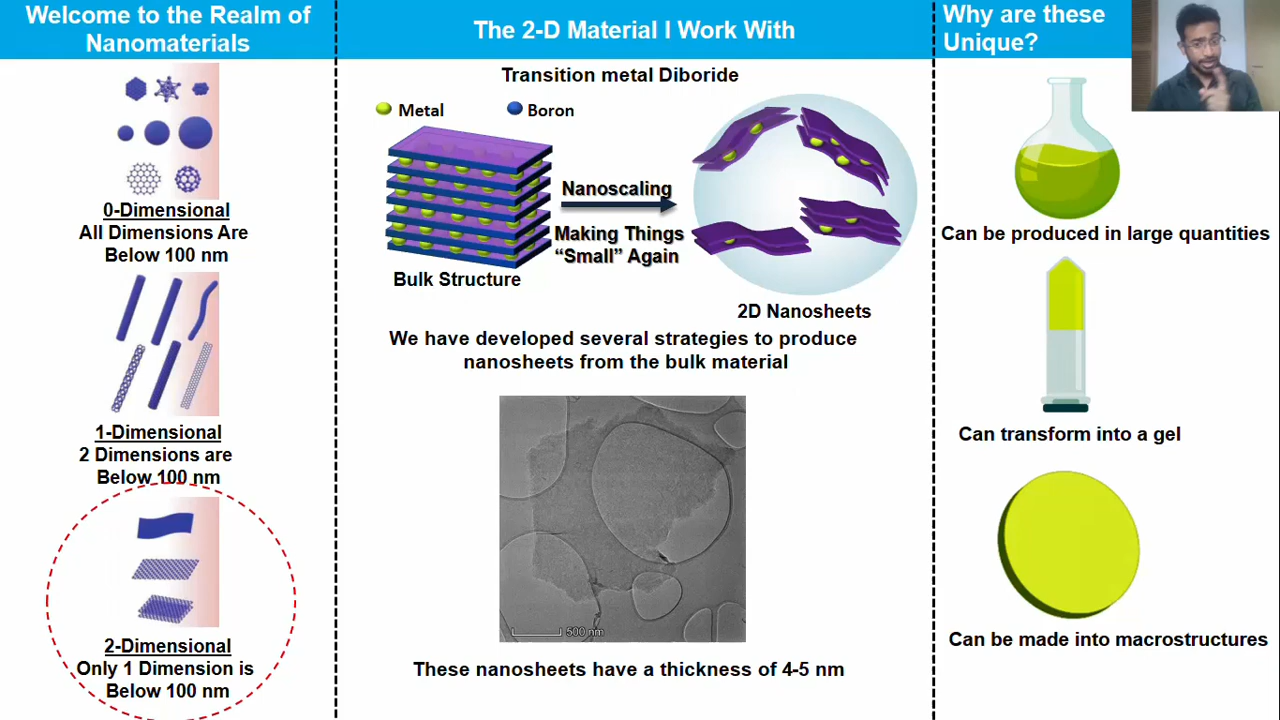 Welcome to the Realm of
Nanomaterials
0-Dimensional
All Dimensions Are
Below 100 nm
1-Dimensional
2 Dimensions are
Below 100 nm
2-Dimensional
Only 1 Dimension is
Below 100 nm
The 2-D Material I Work With
Transition metal Diboride
Metal
Boron
Nanoscaling
Making Things
“Small” Again
Bulk Structure
2D Nanosheets
We have developed several strategies to produce
nanosheets from the bulk material
500 nm
These nanosheets have a thickness of 4-5 nm
Why are these
Unique?
Can be produced in large quantities
Can transform into a gel
Can be made into macrostructures